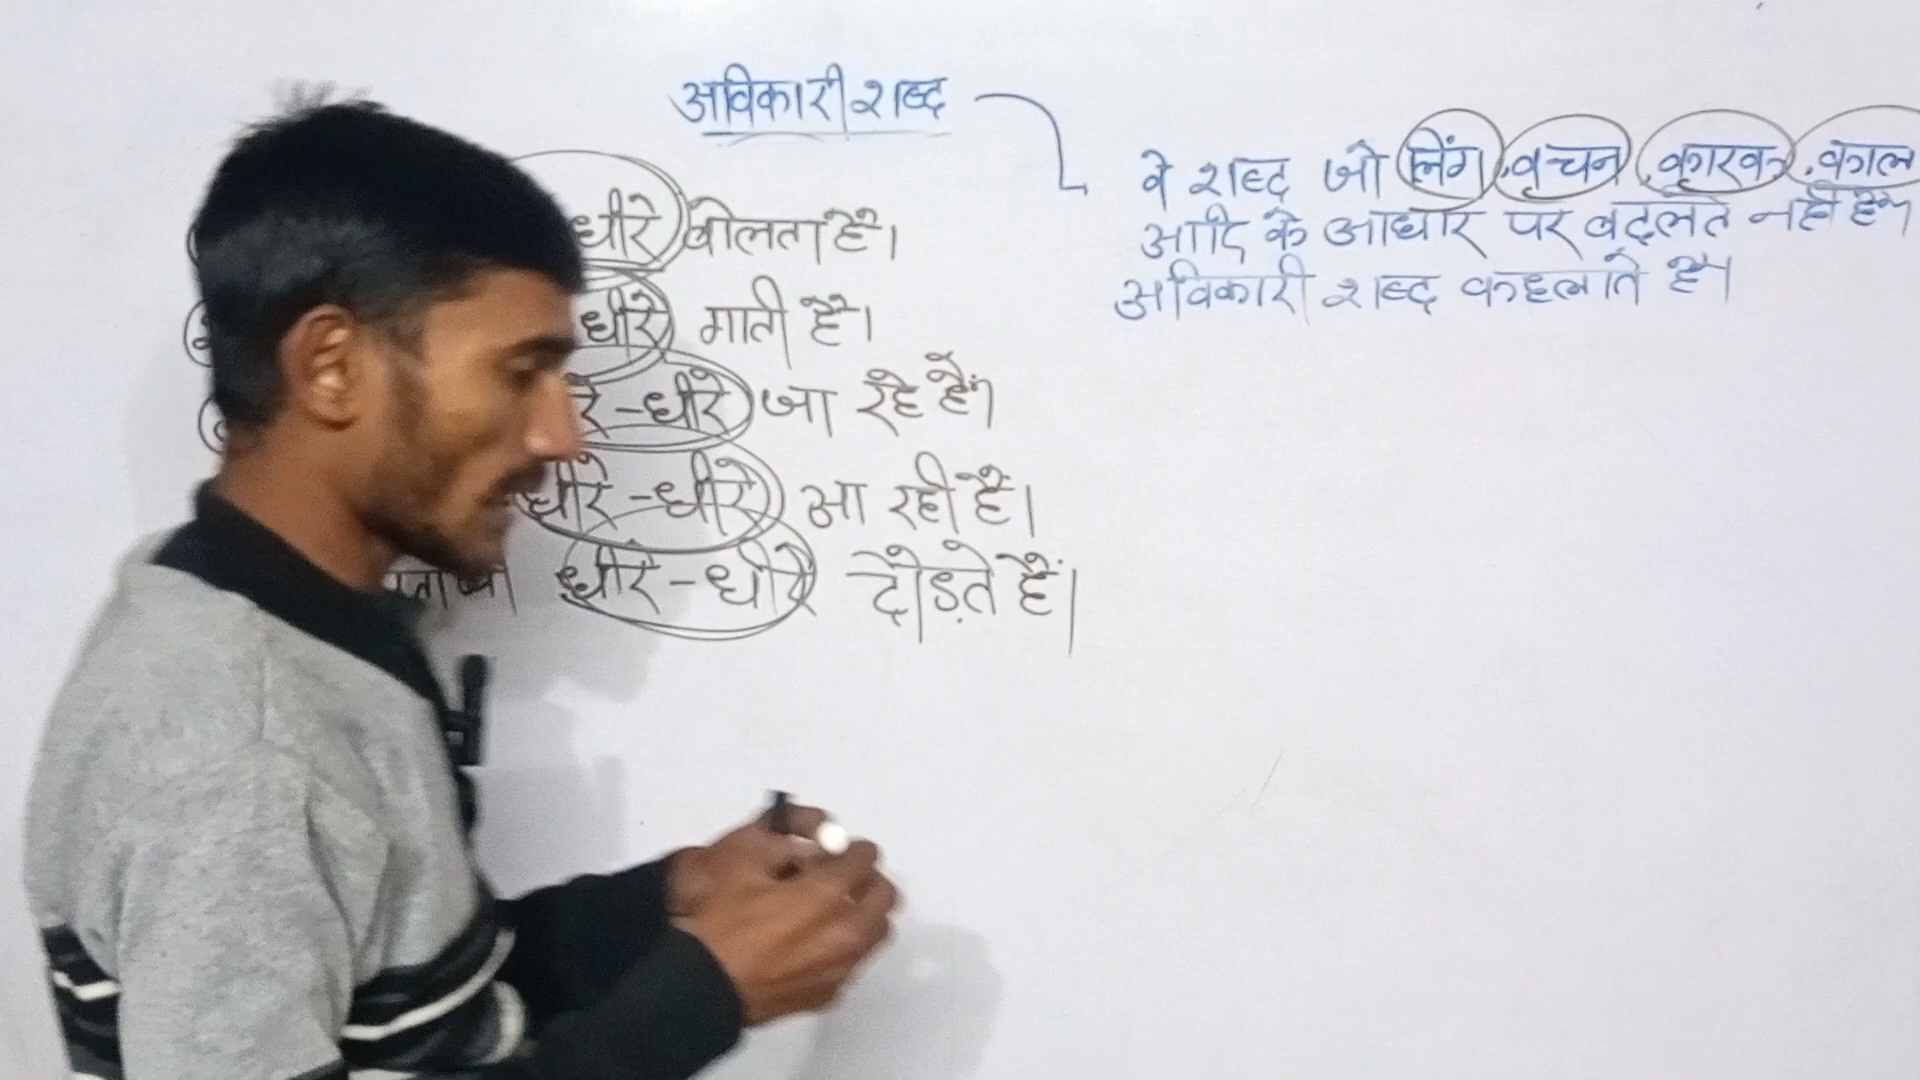 अविकारी शब्द
वे शब्द जो लिंग, वचन, कारक, काल
आदि के आधार पर बदलते नहीं हैं।
अविकारी शब्द कहलाते हैं।
धीरे बोलता है।
धीरे गाती है।
रे-धीरे जा रहे हैं।
धीरे-धीरे आ रही है।
धीरे-धीरे दौड़ते हैं।